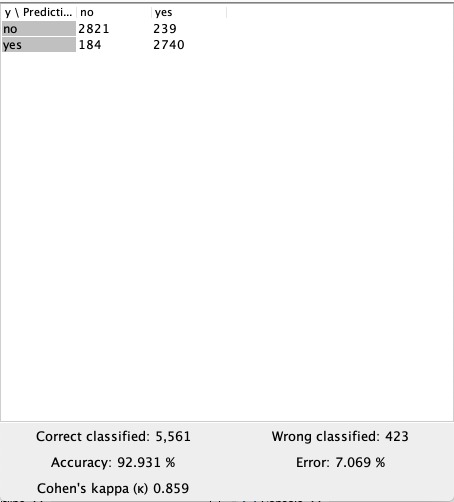 y \ Predicti... no yes
no 2821 239
yes 184 2740
Correct classified: 5,561 Wrong classified: 423
Accuracy: 92.931 % Error: 7.069 %
Cohen's kappa (κ) 0.859